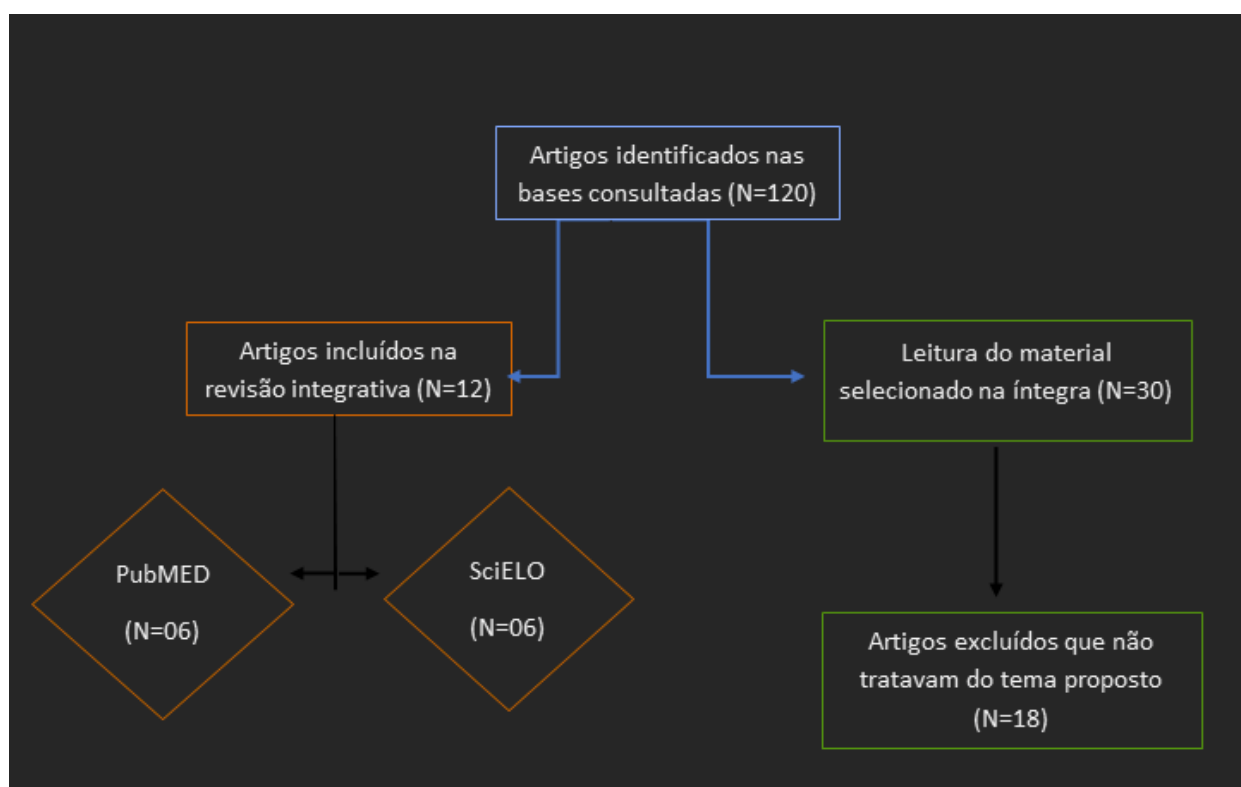 Artigos identificados nas
bases consultadas (N=120)
Artigos incluídos na
revisão integrativa (N=12)
Leitura do material
selecionado na íntegra (N=30)
PubMED
(N=06)
SciELO
(N=06)
Artigos excluídos que não
tratavam do tema proposto
(N=18)